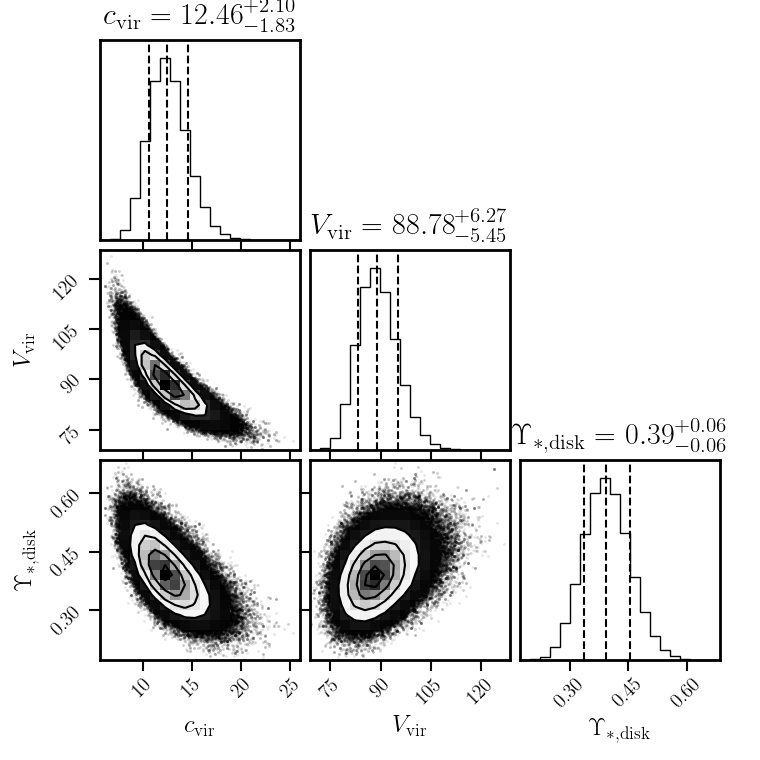 c_vir = 12.46 +2.10 −1.83
V_vir = 88.78 +6.27 −5.45
120
105
90
75
V_vir
ϒ_*,disk = 0.39 +0.06 −0.06
0.60
0.45
0.30
ϒ_*,disk
10 15 20 25
75 90 105 120
0.30 0.45 0.60
c_vir
V_vir
ϒ_*,disk